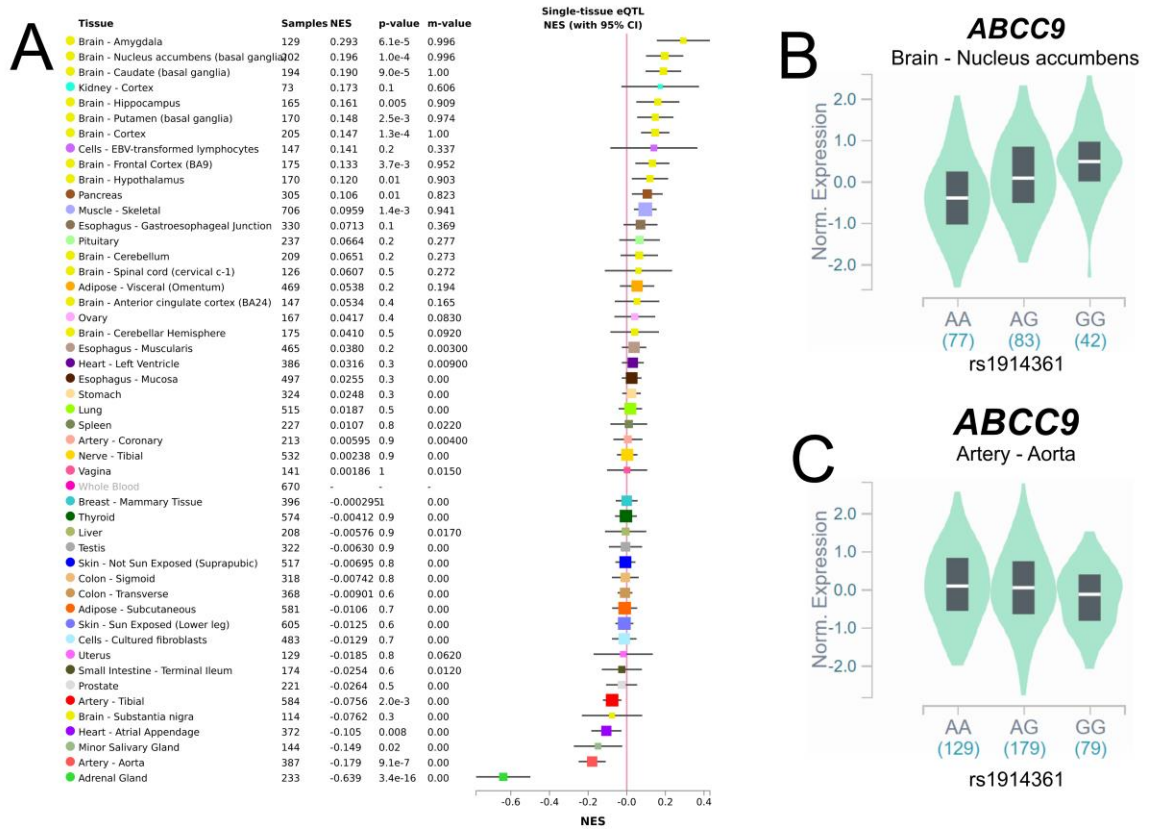 A
Single-tissue eQTL
NES (with 95% CI)
Tissue Samples NES p-value m-value
Brain - Amygdala 129 0.293 6.1e-5 0.996
Brain - Nucleus accumbens (basal ganglia) 202 0.196 1.0e-4 0.996
Brain - Caudate (basal ganglia) 194 0.190 9.0e-5 1.00
Kidney - Cortex 73 0.173 0.1 0.606
Brain - Hippocampus 165 0.161 0.005 0.909
Brain - Putamen (basal ganglia) 170 0.148 2.5e-3 0.974
Brain - Cortex 205 0.147 1.3e-4 1.00
Cells - EBV-transformed lymphocytes 147 0.141 0.2 0.337
Brain - Frontal Cortex (BA9) 175 0.133 3.7e-3 0.952
Brain - Hypothalamus 170 0.120 0.01 0.903
Pancreas 305 0.106 0.01 0.823
Muscle - Skeletal 706 0.0959 1.4e-3 0.941
Esophagus - Gastroesophageal Junction 330 0.0713 0.1 0.369
Pituitary 237 0.0664 0.2 0.277
Brain - Cerebellum 209 0.0651 0.2 0.273
Brain - Spinal cord (cervical c-1) 126 0.0607 0.5 0.272
Adipose - Visceral (Omentum) 469 0.0538 0.2 0.194
Brain - Anterior cingulate cortex (BA24) 147 0.0534 0.4 0.165
Ovary 167 0.0417 0.4 0.0830
Brain - Cerebellar Hemisphere 175 0.0410 0.5 0.0920
Esophagus - Muscularis 465 0.0380 0.2 0.00300
Heart - Left Ventricle 386 0.0316 0.3 0.00900
Esophagus - Mucosa 497 0.0255 0.3 0.00
Stomach 324 0.0248 0.3 0.00
Lung 515 0.0187 0.5 0.00
Spleen 227 0.0107 0.8 0.0220
Artery - Coronary 213 0.00595 0.9 0.00400
Nerve - Tibial 532 0.00238 0.9 0.00
Vagina 141 0.00186 1 0.0150
Whole Blood 670 - - -
Breast - Mammary Tissue 396 -0.000295 1 0.00
Thyroid 574 -0.00412 0.9 0.00
Liver 208 -0.00576 0.9 0.0170
Testis 322 -0.00630 0.9 0.00
Skin - Not Sun Exposed (Suprapubic) 517 -0.00695 0.8 0.00
Colon - Sigmoid 318 -0.00742 0.8 0.00
Colon - Transverse 368 -0.00901 0.6 0.00
Adipose - Subcutaneous 581 -0.0106 0.7 0.00
Skin - Sun Exposed (Lower leg) 605 -0.0125 0.6 0.00
Cells - Cultured fibroblasts 483 -0.0129 0.7 0.00
Uterus 129 -0.0185 0.8 0.0620
Small Intestine - Terminal Ileum 174 -0.0254 0.6 0.0120
Prostate 221 -0.0264 0.5 0.00
Artery - Tibial 584 -0.0756 2.0e-3 0.00
Brain - Substantia nigra 114 -0.0762 0.3 0.00
Heart - Atrial Appendage 372 -0.105 0.008 0.00
Minor Salivary Gland 144 -0.149 0.02 0.00
Artery - Aorta 387 -0.179 9.1e-7 0.00
Adrenal Gland 233 -0.639 3.4e-16 0.00
-0.6 -0.4 -0.2 -0.0 0.2 0.4
NES
B
ABCC9
Brain - Nucleus accumbens
Norm. Expression
2.0
1.0
0.0
-1.0
-2.0
AA AG GG
(77) (83) (42)
rs1914361
C
ABCC9
Artery - Aorta
Norm. Expression
2.0
1.0
0.0
-1.0
-2.0
AA AG GG
(129) (179) (79)
rs1914361